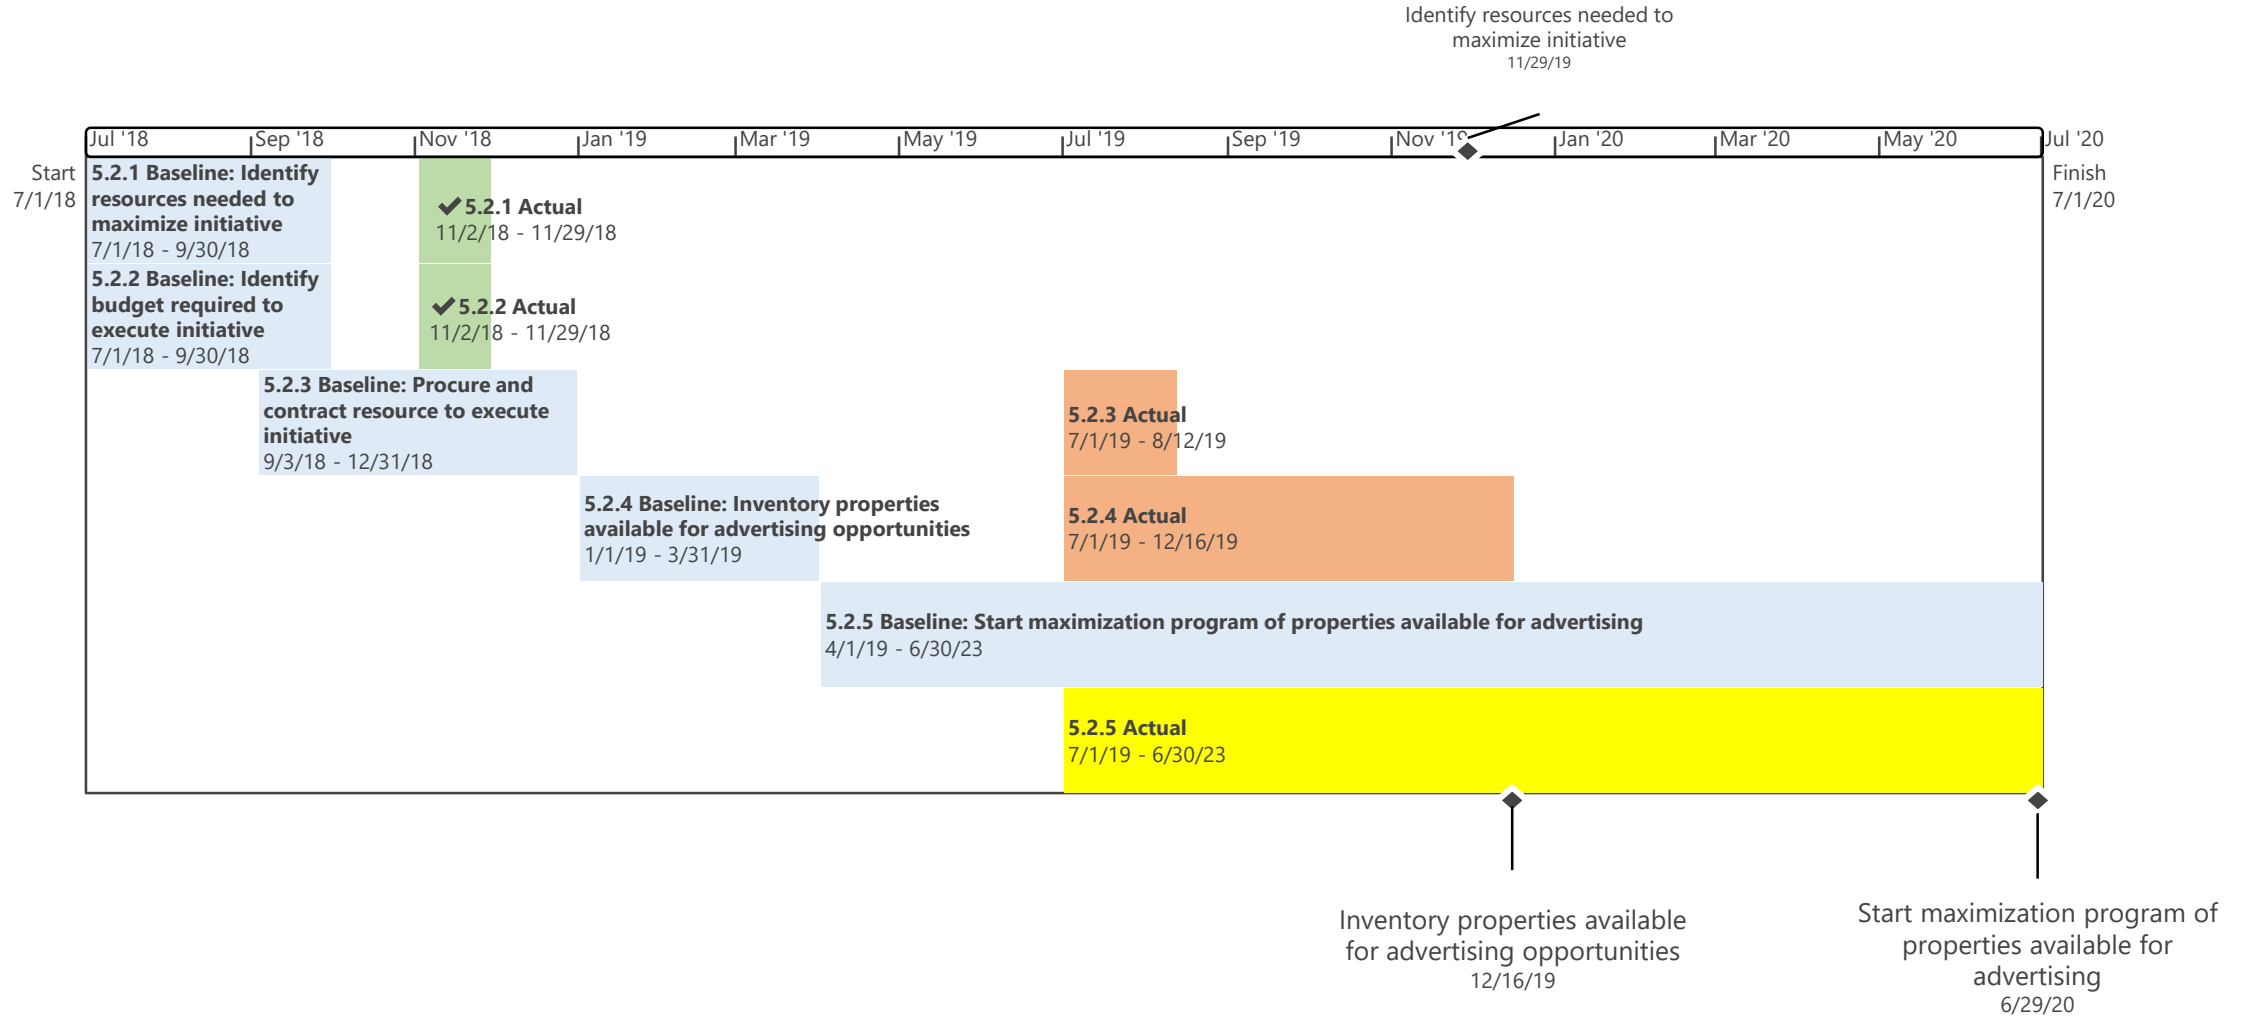 Identify resources needed to
maximize initiative
11/29/19
Jul '18
Sep '18
Nov '18
Jan '19
Mar '19
May '19
Jul '19
Sep '19
Nov '19
Jan '20
Mar '20
May '20
Jul '20
Start
7/1/18
Finish
7/1/20
5.2.1 Baseline: Identify
resources needed to
maximize initiative
7/1/18 - 9/30/18
5.2.1 Actual
11/2/18 - 11/29/18
5.2.2 Baseline: Identify
budget required to
execute initiative
7/1/18 - 9/30/18
5.2.2 Actual
11/2/18 - 11/29/18
5.2.3 Baseline: Procure and
contract resource to execute
initiative
9/3/18 - 12/31/18
5.2.3 Actual
7/1/19 - 8/12/19
5.2.4 Baseline: Inventory properties
available for advertising opportunities
1/1/19 - 3/31/19
5.2.4 Actual
7/1/19 - 12/16/19
5.2.5 Baseline: Start maximization program of properties available for advertising
4/1/19 - 6/30/23
5.2.5 Actual
7/1/19 - 6/30/23
Inventory properties available
for advertising opportunities
12/16/19
Start maximization program of
properties available for
advertising
6/29/20